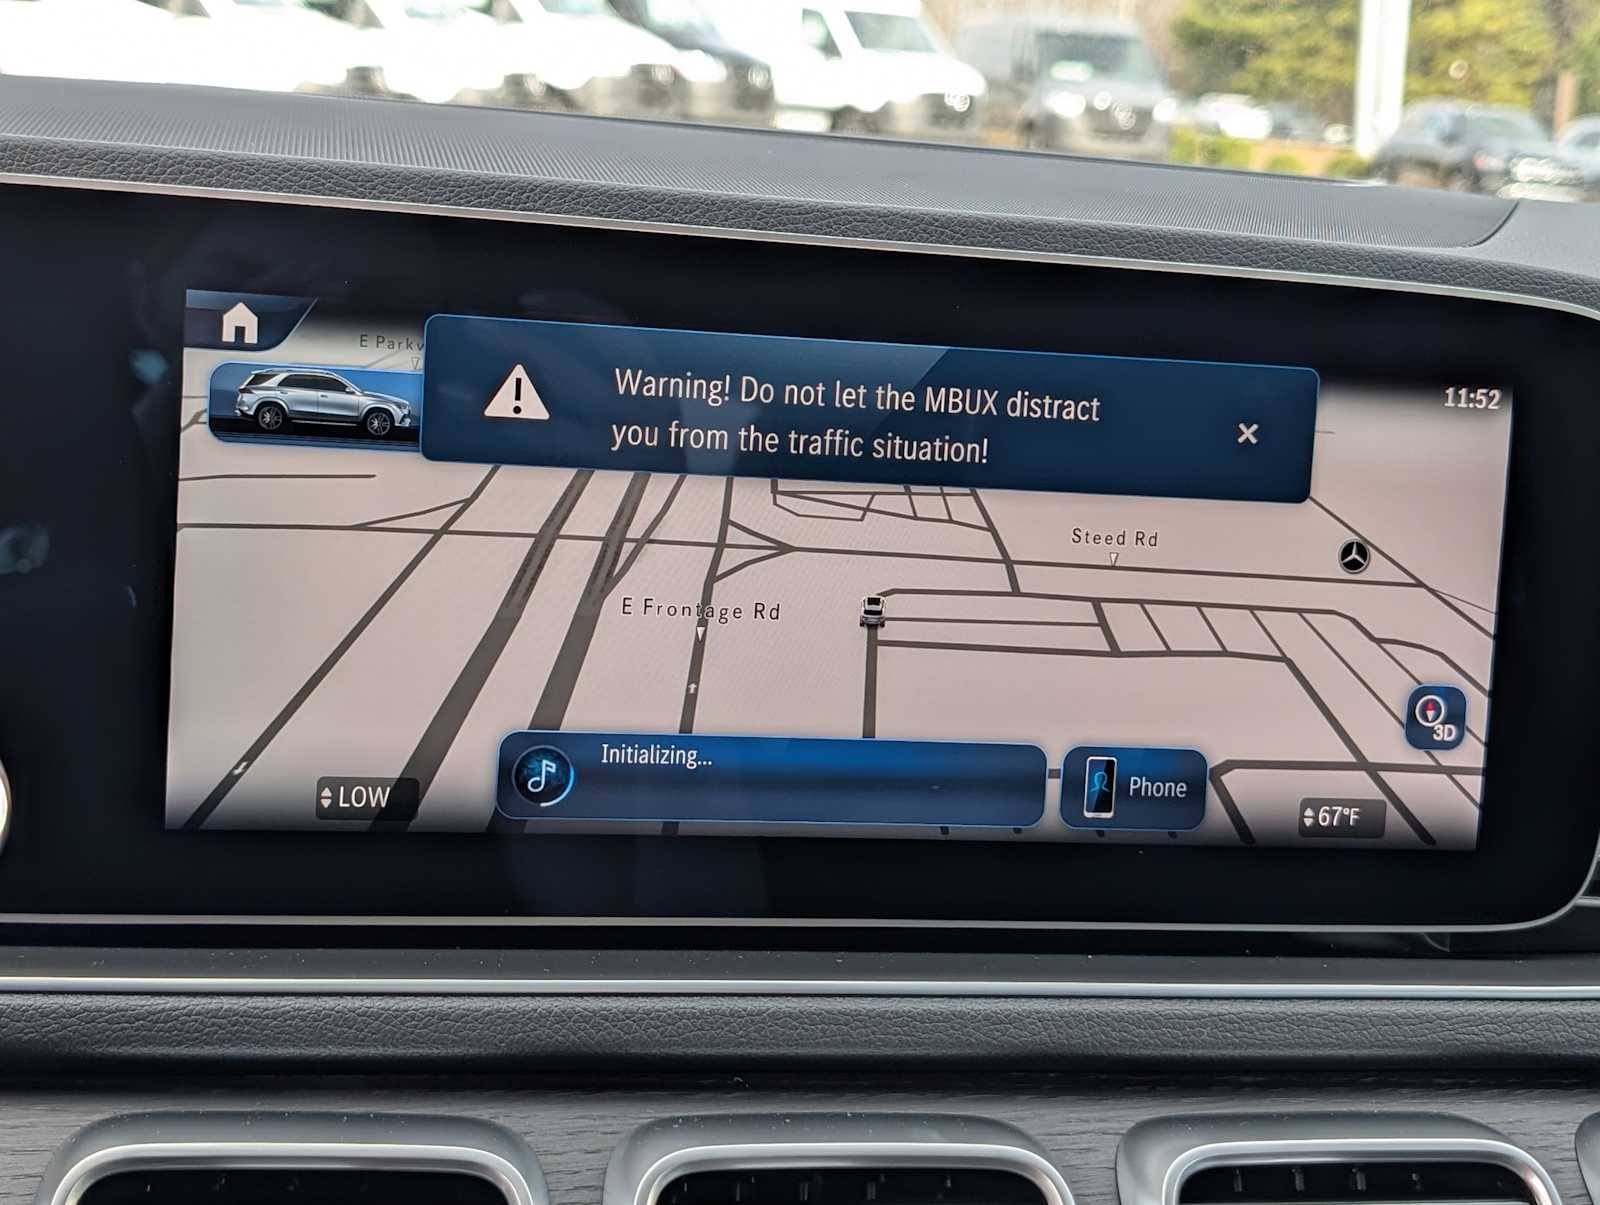 E Parkw
Warning! Do not let the MBUX distract
you from the traffic situation!
11:52
Steed Rd
E Frontage Rd
3D
Initializing...
Phone
LOW
67°F